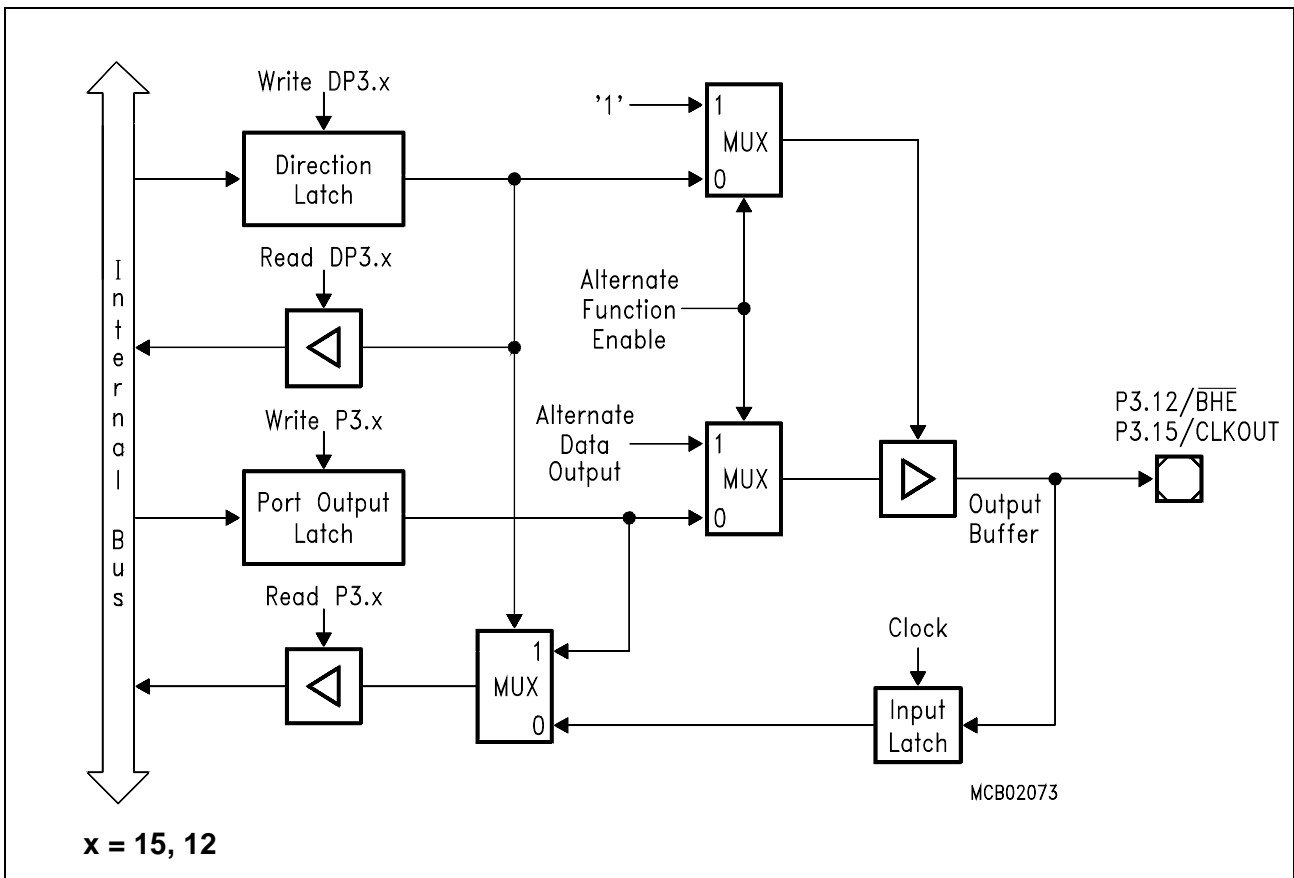 Write DP3.x
'1'
1
MUX
0
Direction
Latch
Read DP3.x
Alternate
Function
Enable
Internal Bus
Write P3.x
Alternate
Data
Output
1
MUX
0
P3.12/BHE
P3.15/CLKOUT
Port Output
Latch
Output
Buffer
Read P3.x
1
MUX
0
Clock
Input
Latch
MCB02073
x = 15, 12